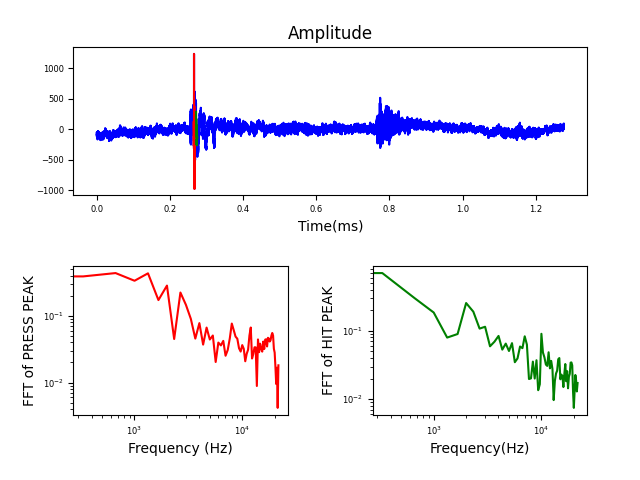 Amplitude
1000
500
0
−500
−1000
0.0 0.2 0.4 0.6 0.8 1.0 1.2
Time(ms)
FFT of PRESS PEAK
10⁻¹
10⁻²
10³ 10⁴
Frequency (Hz)
FFT of HIT PEAK
10⁻¹
10⁻²
10³ 10⁴
Frequency(Hz)